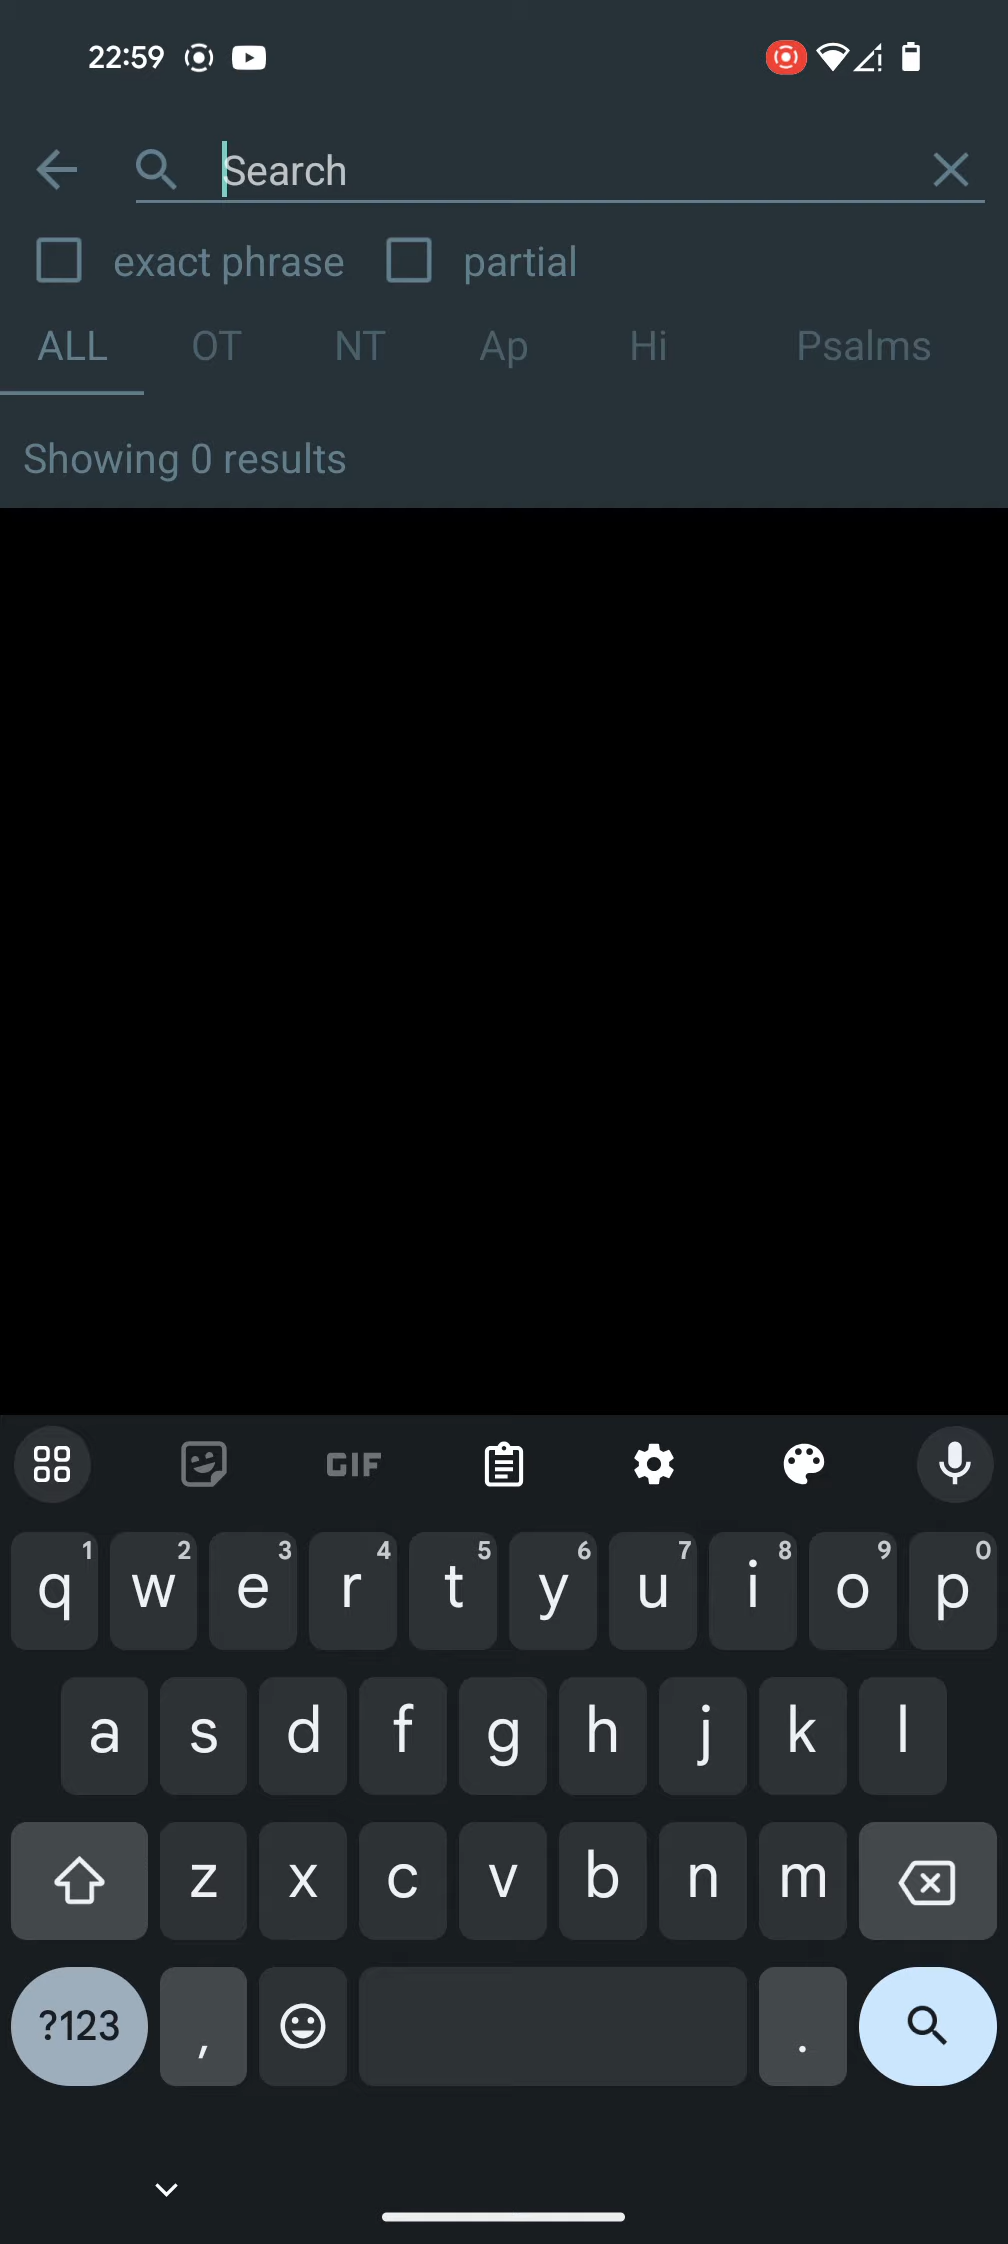 22:59
Search
exact phrase partial
ALL OT NT Ap Hi Psalms
Showing 0 results
GIF
q 1 w 2 e 3 r 4 t 5 y 6 u 7 i 8 o 9 p 0
a s d f g h j k l
z x c v b n m
?123 , .